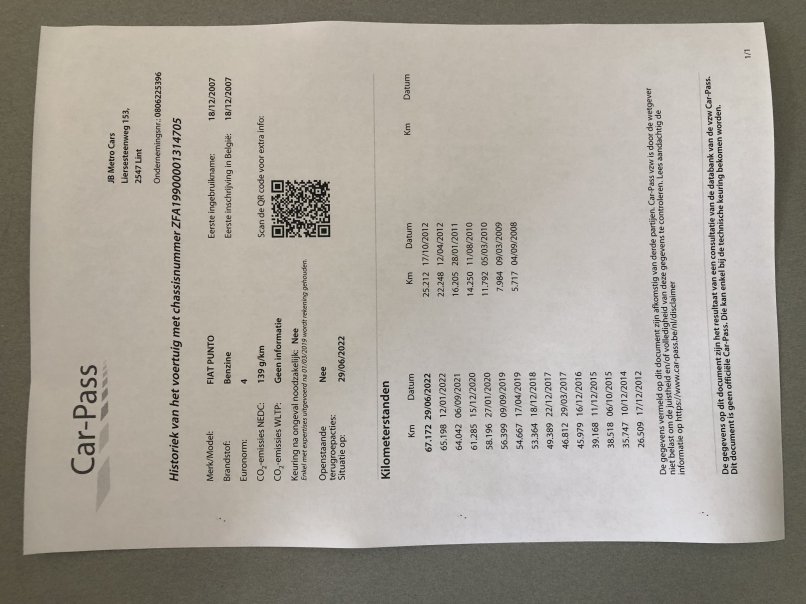 Car-Pass
JB Metro Cars
Liersesteenweg 153,
2547 Lint
Ondernemingsnr.: 0806225396
Historiek van het voertuig met chassisnummer ZFA19900001314705
Merk/Model: FIAT PUNTO
Brandstof: Benzine
Euronorm: 4
CO2-emissies NEDC: 139 g/km
CO2-emissies WLTP: Geen informatie
Keuring na ongeval noodzakelijk: Nee
Enkel met expertises uitgevoerd na 01/03/2019 wordt rekening gehouden.
Openstaande Nee
terugroepacties:
Situatie op: 29/06/2022
Eerste ingebruikname: 18/12/2007
Eerste inschrijving in België: 18/12/2007
Scan de QR code voor extra info:
Kilometerstanden
Km Datum
67.172 29/06/2022
65.198 12/01/2022
64.042 06/09/2021
61.285 15/12/2020
58.196 27/01/2020
56.399 09/09/2019
54.667 17/04/2019
53.364 18/12/2018
49.389 22/12/2017
46.812 29/03/2017
45.979 16/12/2016
39.168 11/12/2015
38.518 06/10/2015
35.747 10/12/2014
26.509 17/12/2012
Km Datum
25.212 17/10/2012
22.248 12/04/2012
16.205 28/01/2011
14.250 11/08/2010
11.792 05/03/2010
7.984 09/03/2009
5.717 04/09/2008
Km Datum
De gegevens vermeld op dit document zijn afkomstig van derde partijen. Car-Pass vzw is door de wetgever
niet belast om de juistheid en/of volledigheid van deze gegevens te controleren. Lees aandachtig de
informatie op https://www.car-pass.be/nl/disclaimer
De gegevens op dit document zijn het resultaat van een consultatie van de databank van de vzw Car-Pass.
Dit document is geen officiële Car-Pass. Die kan enkel bij de technische keuring bekomen worden.
1/1